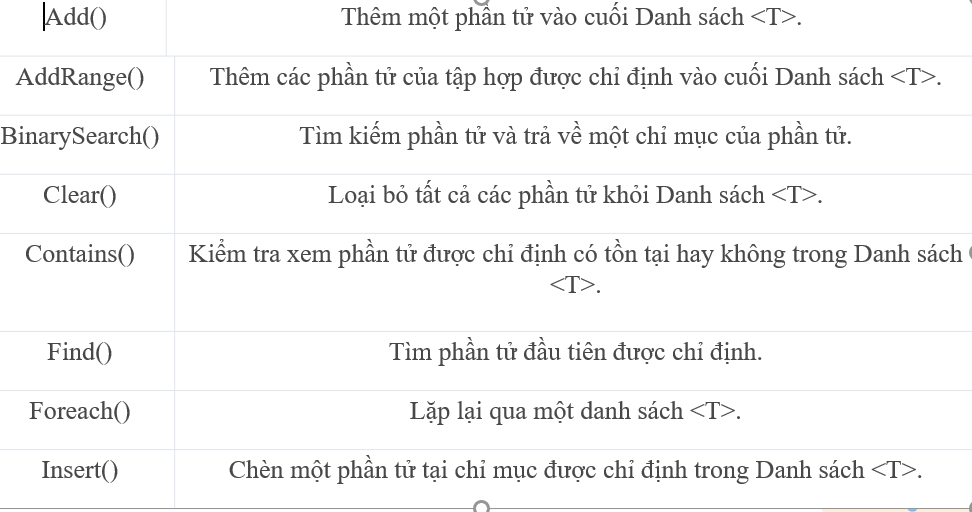 Add() Thêm một phần tử vào cuối Danh sách <T>.
AddRange() Thêm các phần tử của tập hợp được chỉ định vào cuối Danh sách <T>.
BinarySearch() Tìm kiếm phần tử và trả về một chỉ mục của phần tử.
Clear() Loại bỏ tất cả các phần tử khỏi Danh sách <T>.
Contains() Kiểm tra xem phần tử được chỉ định có tồn tại hay không trong Danh sách
<T>.
Find() Tìm phần tử đầu tiên được chỉ định.
Foreach() Lặp lại qua một danh sách <T>.
Insert() Chèn một phần tử tại chỉ mục được chỉ định trong Danh sách <T>.